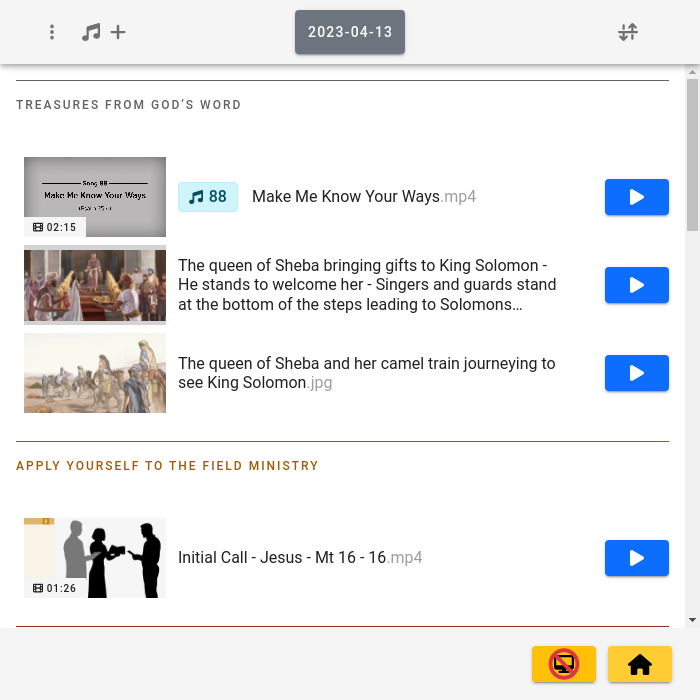 2023-04-13
TREASURES FROM GOD'S WORD
Song 88
Make Me Know Your Ways
02:15
88
Make Me Know Your Ways.mp4
The queen of Sheba bringing gifts to King Solomon -
He stands to welcome her - Singers and guards stand
at the bottom of the steps leading to Solomons…
The queen of Sheba and her camel train journeying to
see King Solomon.jpg
APPLY YOURSELF TO THE FIELD MINISTRY
01:26
Initial Call - Jesus - Mt 16 - 16.mp4